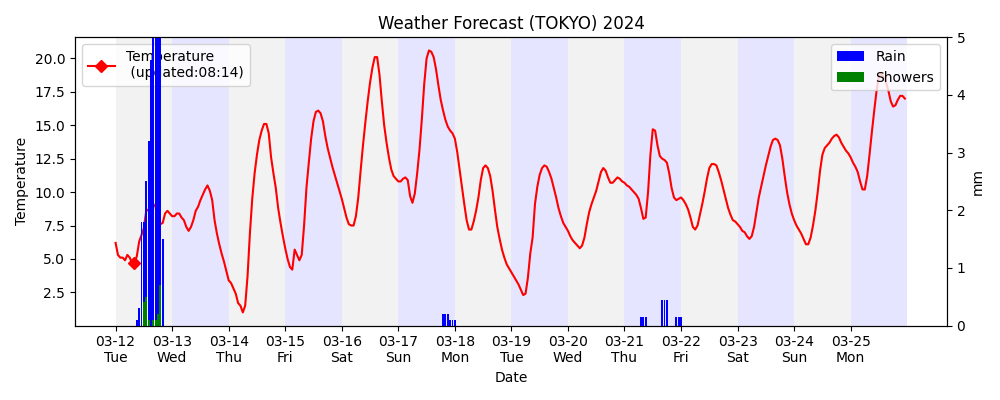 Weather Forecast (TOKYO) 2024
Temperature
(updated:08:14)
Rain
Showers
Temperature
20.0
17.5
15.0
12.5
10.0
7.5
5.0
2.5
5
4
3
2
1
0
mm
03-12 03-13 03-14 03-15 03-16 03-17 03-18 03-19 03-20 03-21 03-22 03-23 03-24 03-25
Tue Wed Thu Fri Sat Sun Mon Tue Wed Thu Fri Sat Sun Mon
Date